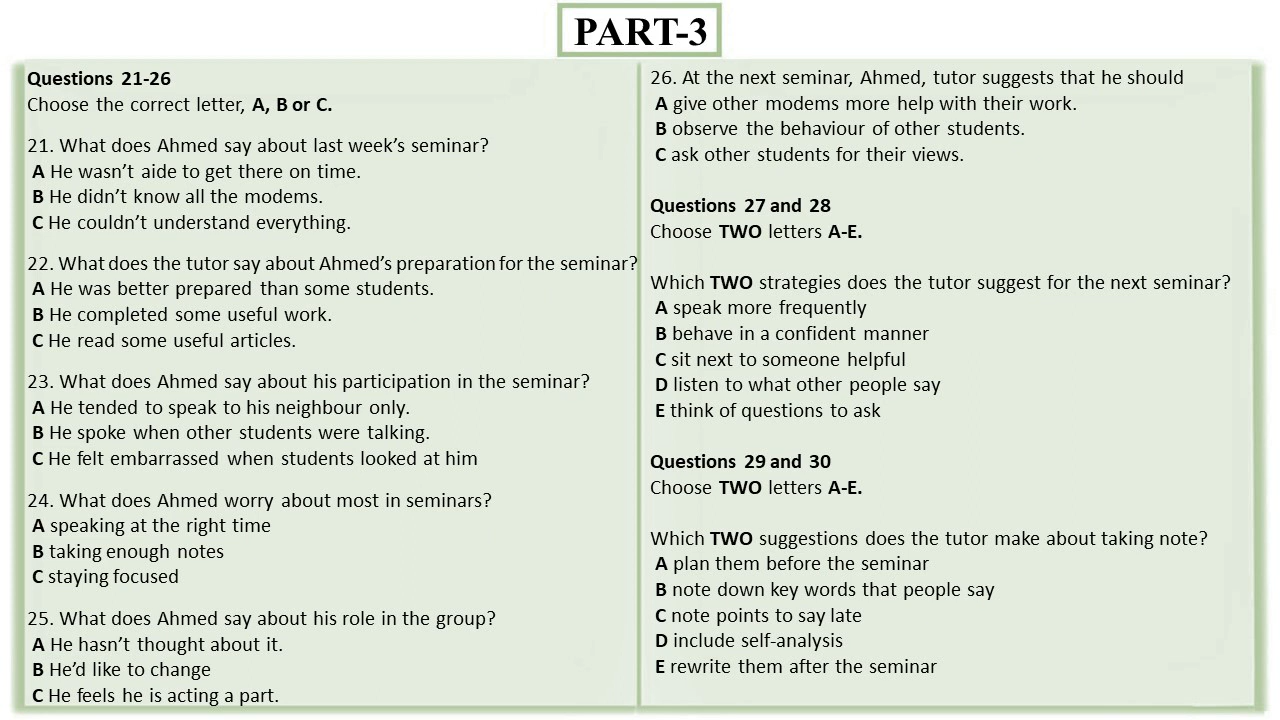 PART-3
Questions 21-26
Choose the correct letter, A, B or C.
21. What does Ahmed say about last week's seminar?
A He wasn't aide to get there on time.
B He didn't know all the modems.
C He couldn't understand everything.
22. What does the tutor say about Ahmed's preparation for the seminar?
A He was better prepared than some students.
B He completed some useful work.
C He read some useful articles.
23. What does Ahmed say about his participation in the seminar?
A He tended to speak to his neighbour only.
B He spoke when other students were talking.
C He felt embarrassed when students looked at him
24. What does Ahmed worry about most in seminars?
A speaking at the right time
B taking enough notes
C staying focused
25. What does Ahmed say about his role in the group?
A He hasn't thought about it.
B He'd like to change
C He feels he is acting a part.
26. At the next seminar, Ahmed, tutor suggests that he should
A give other modems more help with their work.
B observe the behaviour of other students.
C ask other students for their views.
Questions 27 and 28
Choose TWO letters A-E.
Which TWO strategies does the tutor suggest for the next seminar?
A speak more frequently
B behave in a confident manner
C sit next to someone helpful
D listen to what other people say
E think of questions to ask
Questions 29 and 30
Choose TWO letters A-E.
Which TWO suggestions does the tutor make about taking note?
A plan them before the seminar
B note down key words that people say
C note points to say late
D include self-analysis
E rewrite them after the seminar